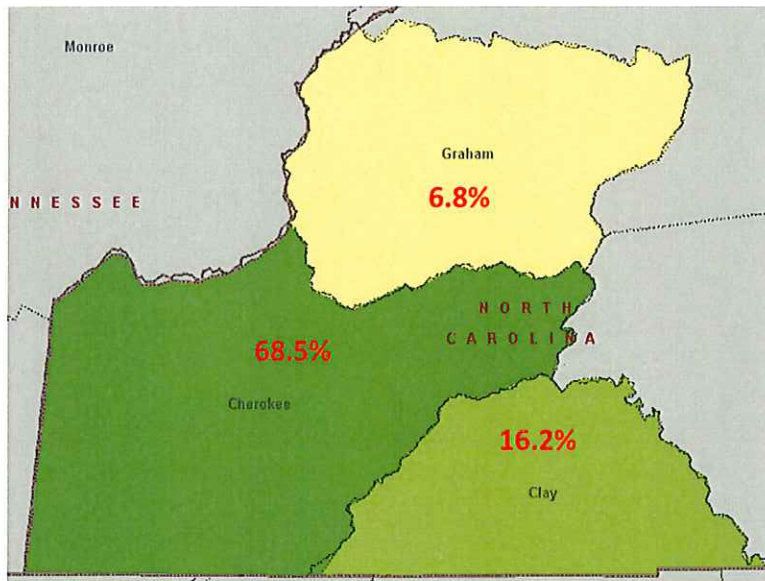 Monroe
Graham
6.8%
NNESSEE
NORTH
CAROLINA
68.5%
Cherokee
16.2%
Clay